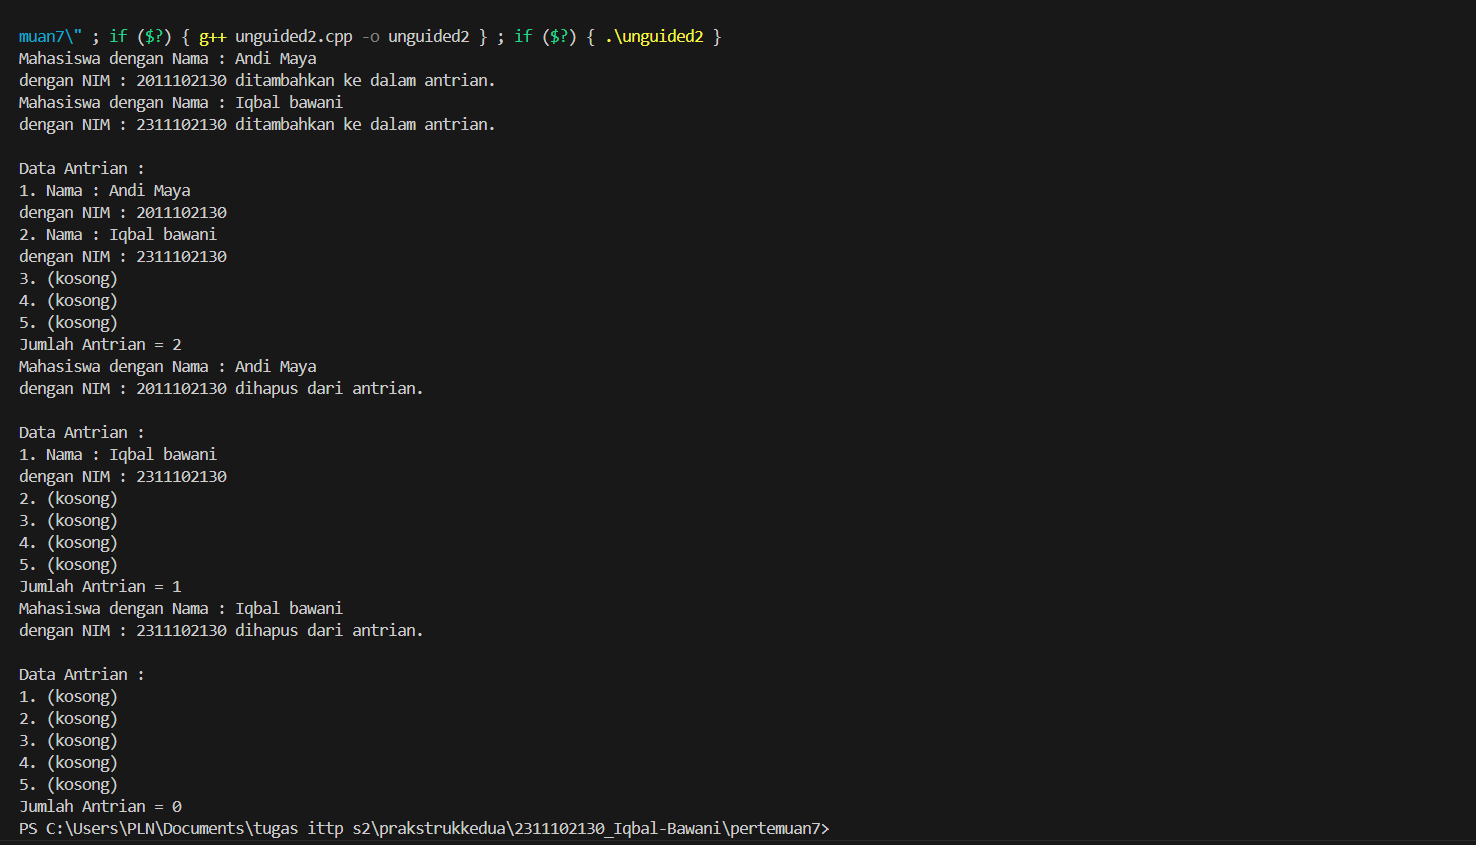 muan7\" ; if ($?) { g++ unguided2.cpp -o unguided2 } ; if ($?) { .\unguided2 }
Mahasiswa dengan Nama : Andi Maya
dengan NIM : 2011102130 ditambahkan ke dalam antrian.
Mahasiswa dengan Nama : Iqbal bawani
dengan NIM : 2311102130 ditambahkan ke dalam antrian.

Data Antrian :
1. Nama : Andi Maya
dengan NIM : 2011102130
2. Nama : Iqbal bawani
dengan NIM : 2311102130
3. (kosong)
4. (kosong)
5. (kosong)
Jumlah Antrian = 2
Mahasiswa dengan Nama : Andi Maya
dengan NIM : 2011102130 dihapus dari antrian.

Data Antrian :
1. Nama : Iqbal bawani
dengan NIM : 2311102130
2. (kosong)
3. (kosong)
4. (kosong)
5. (kosong)
Jumlah Antrian = 1
Mahasiswa dengan Nama : Iqbal bawani
dengan NIM : 2311102130 dihapus dari antrian.

Data Antrian :
1. (kosong)
2. (kosong)
3. (kosong)
4. (kosong)
5. (kosong)
Jumlah Antrian = 0
PS C:\Users\PLN\Documents\tugas ittp s2\prakstrukkedua\2311102130_Iqbal-Bawani\pertemuan7>